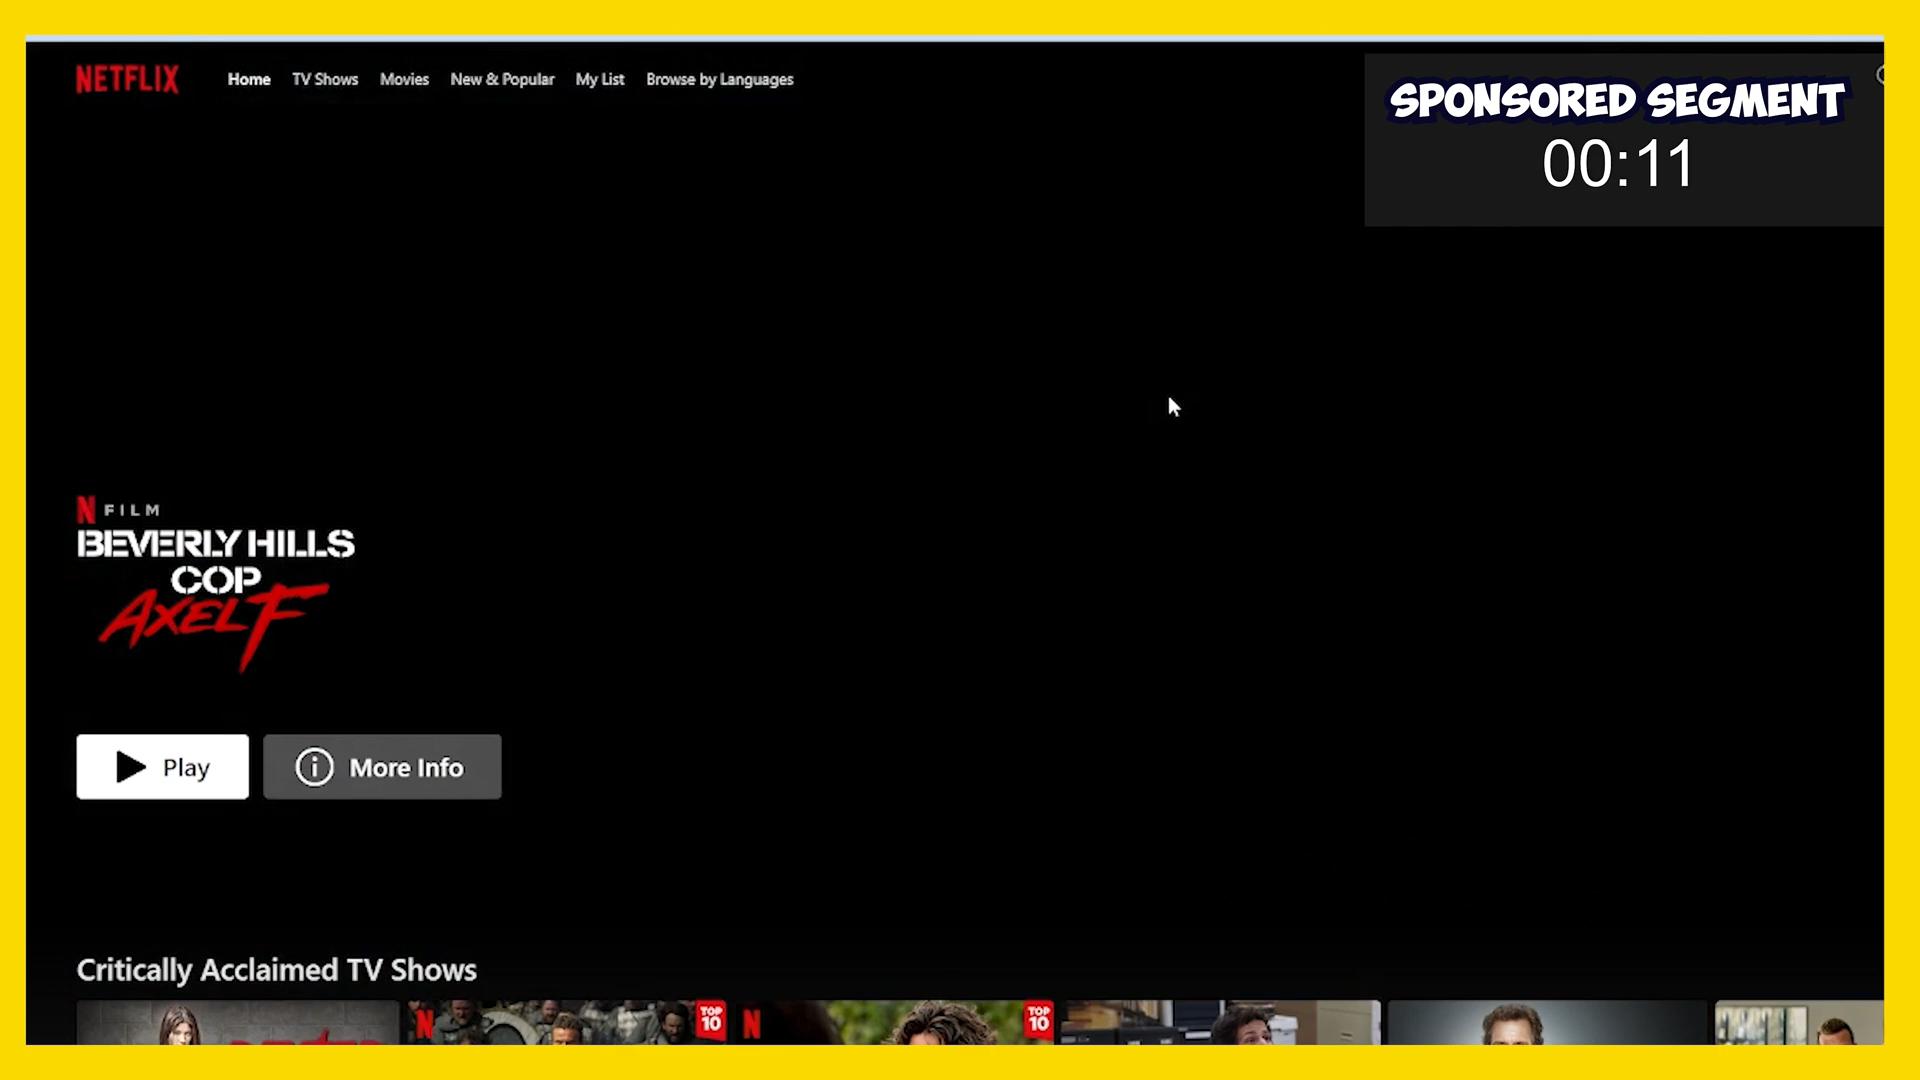 NETFLIX
Home TV Shows Movies New & Popular My List Browse by Languages
SPONSORED SEGMENT
00:11
N FILM
BEVERLY HILLS
COP
AXEL F
Play
More Info
Critically Acclaimed TV Shows
N
TOP
10
N
TOP
10